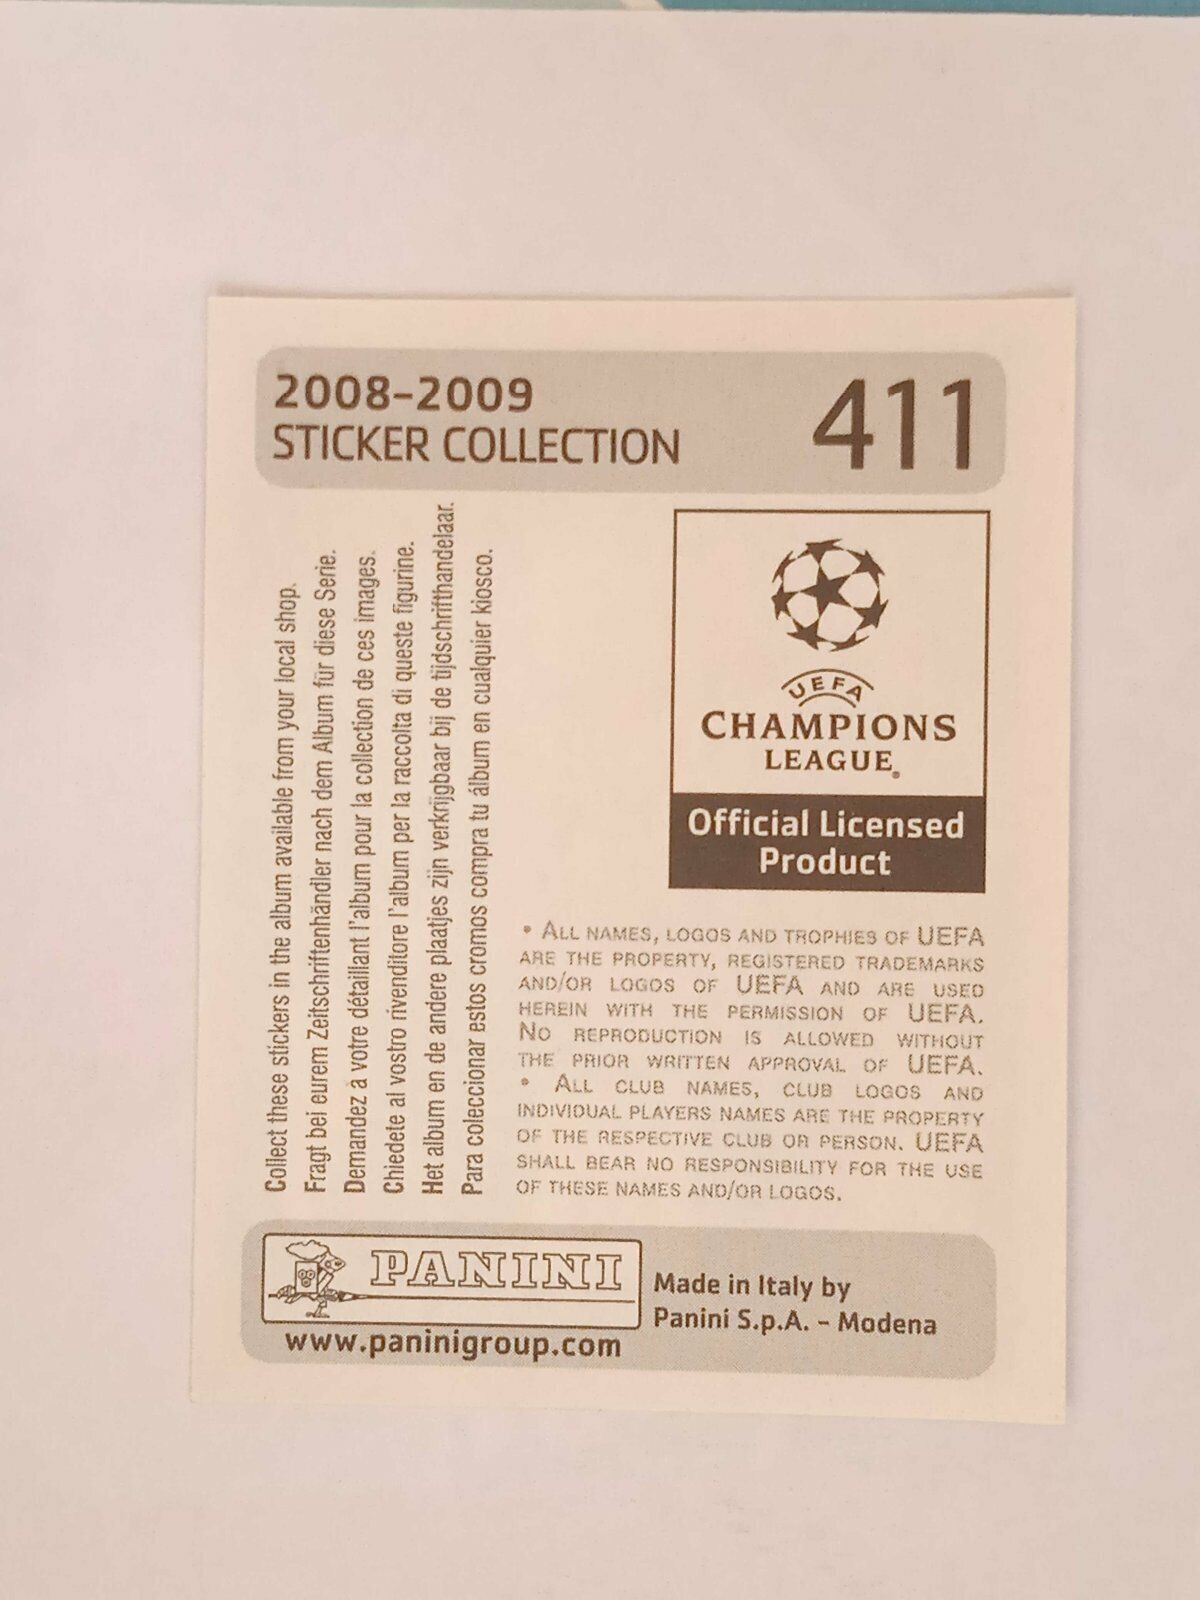 2008-2009
STICKER COLLECTION
411
Collect these stickers in the album available from your local shop.
Fragt bei eurem Zeitschriftenhändler nach dem Album für diese Serie.
Demandez à votre détaillant l'album pour la collection de ces images.
Chiedete al vostro rivenditore l'album per la raccolta di queste figurine.
Het album en de andere plaatjes zijn verkrijgbaar bij de tijdschrifthandelaar.
Para coleccionar estos cromos compra tu álbum en cualquier kiosco.
UEFA
CHAMPIONS
LEAGUE®
Official Licensed
Product
• ALL NAMES, LOGOS AND TROPHIES OF UEFA
ARE THE PROPERTY, REGISTERED TRADEMARKS
AND/OR LOGOS OF UEFA AND ARE USED
HEREIN WITH THE PERMISSION OF UEFA.
NO REPRODUCTION IS ALLOWED WITHOUT
THE PRIOR WRITTEN APPROVAL OF UEFA.
• ALL CLUB NAMES, CLUB LOGOS AND
INDIVIDUAL PLAYERS NAMES ARE THE PROPERTY
OF THE RESPECTIVE CLUB OR PERSON. UEFA
SHALL BEAR NO RESPONSIBILITY FOR THE USE
OF THESE NAMES AND/OR LOGOS.
PANINI
www.paninigroup.com
Made in Italy by
Panini S.p.A. - Modena